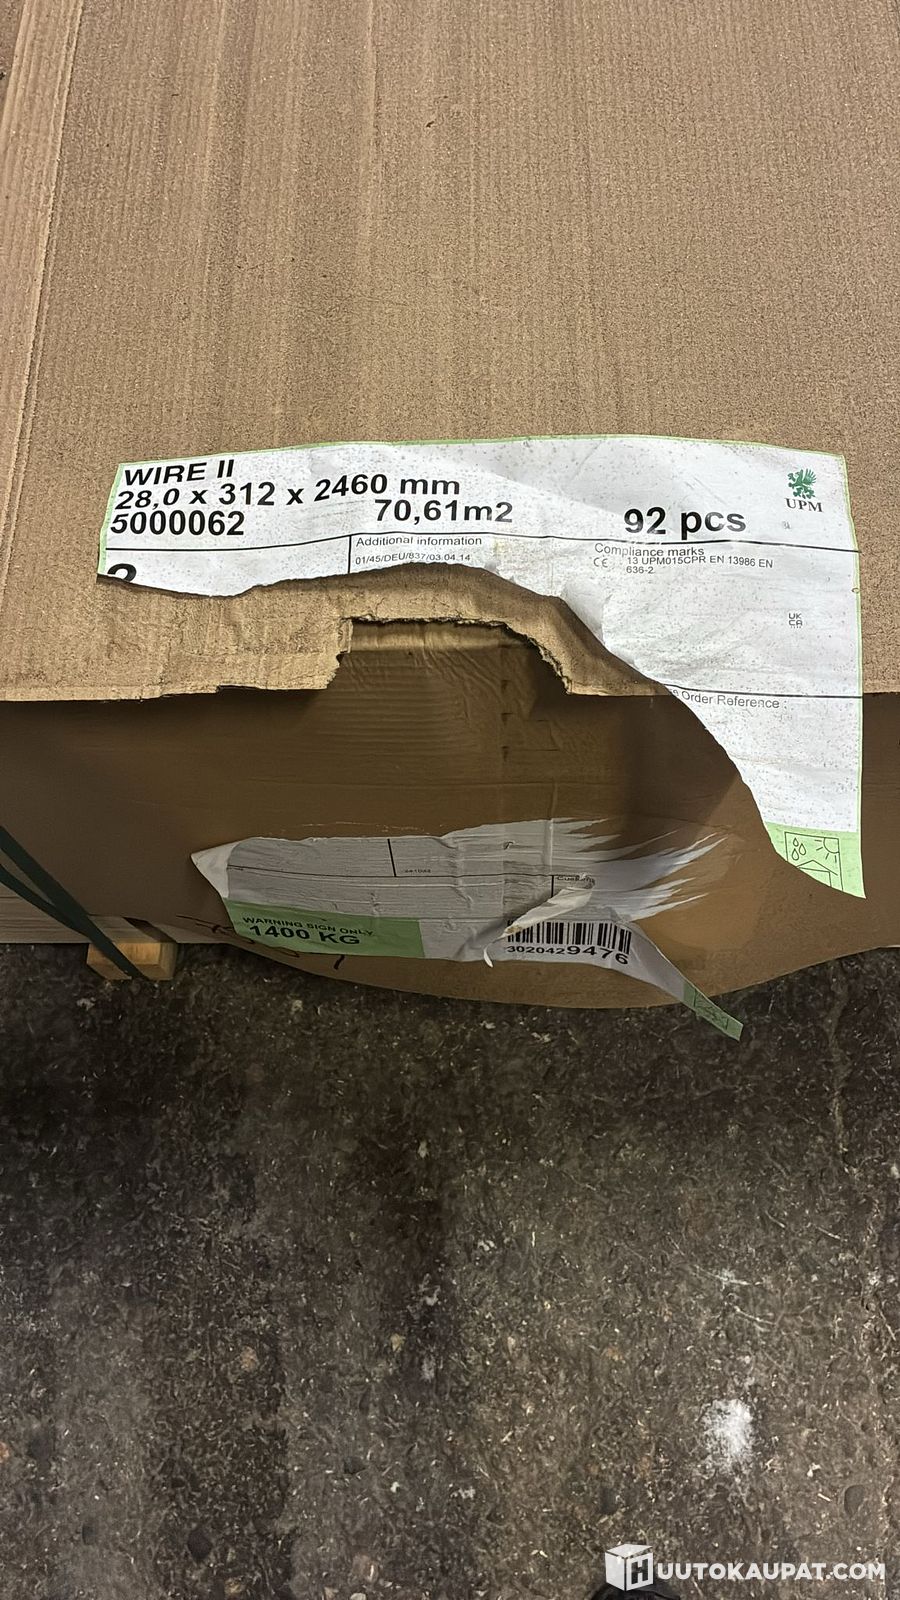 WIRE II
28,0 x 312 x 2460 mm
5000062
70,61m2
92 pcs
UPM
Additional information
01/45/DEU/837/03.04.14
Compliance marks
CE
13 UPM015CPR EN 13986 EN
636-2
UK
CA
Order Reference :
WARNING SIGN ONLY
1400 KG
3020429476
HUUTOKAUPAT.COM